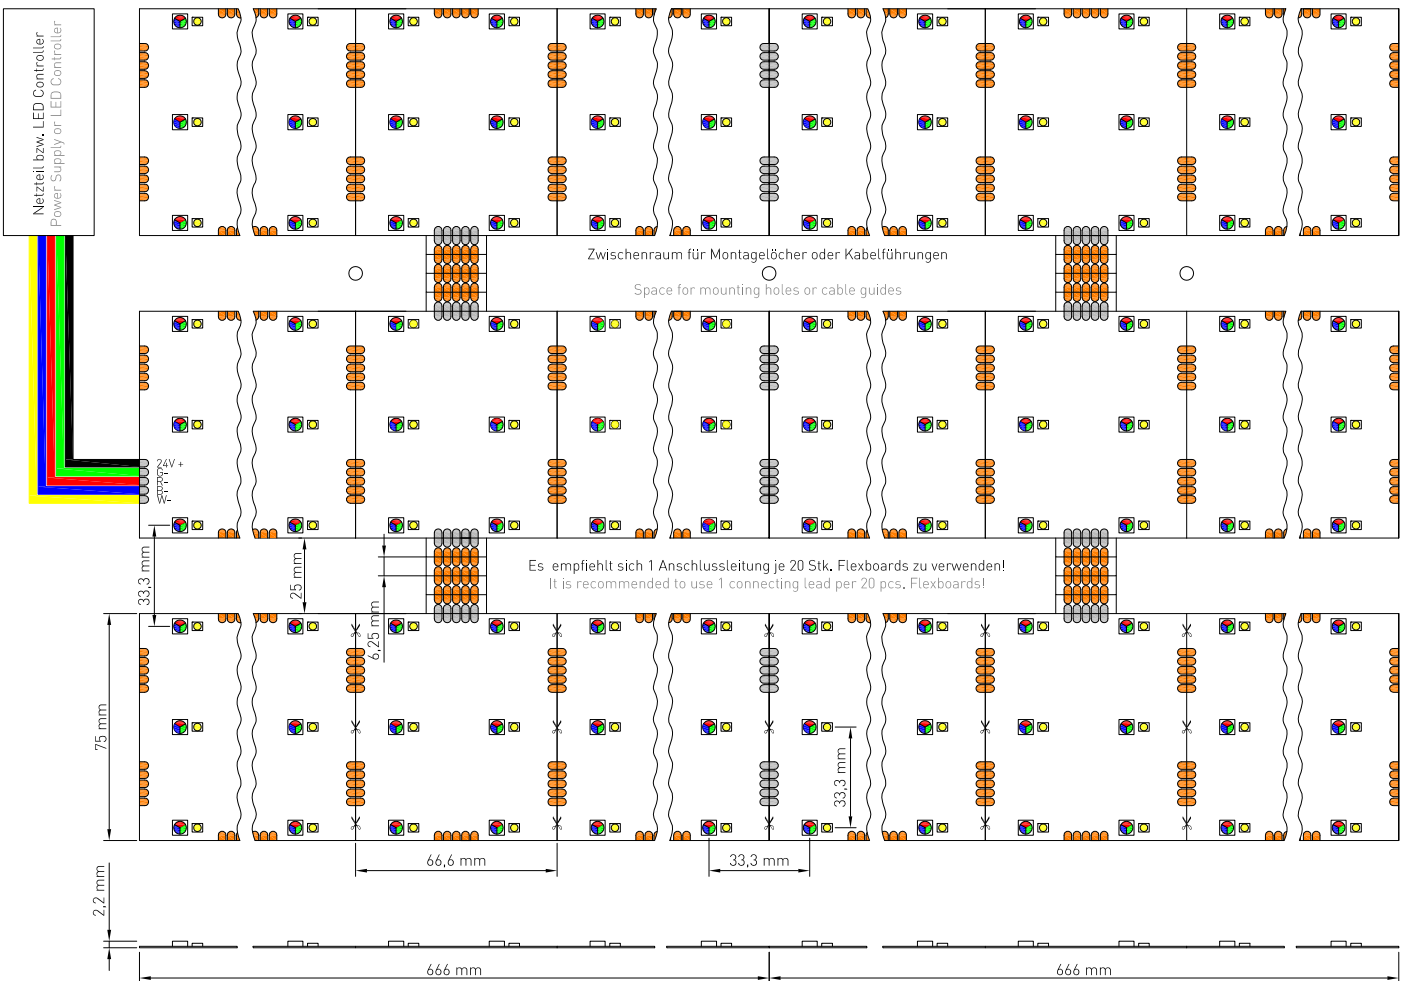 Netzteil bzw. LED Controller
Power Supply or LED Controller
Zwischenraum für Montagelöcher oder Kabelführungen
Space for mounting holes or cable guides
24V +
G-
R-
B-
W-
33,3 mm
25 mm
6,25 mm
Es empfiehlt sich 1 Anschlussleitung je 20 Stk. Flexboards zu verwenden!
It is recommended to use 1 connecting lead per 20 pcs. Flexboards!
75 mm
33,3 mm
66,6 mm
33,3 mm
2,2 mm
666 mm
666 mm